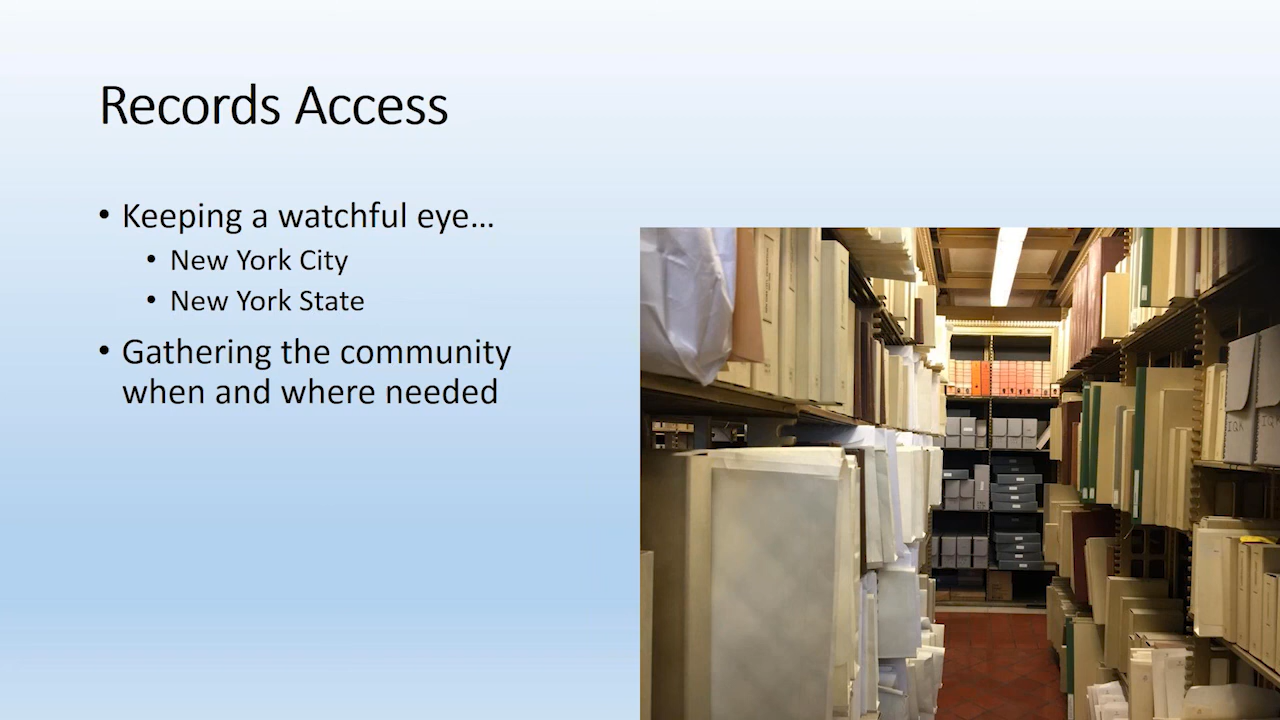 Records Access
• Keeping a watchful eye…
• New York City
• New York State
• Gathering the community
when and where needed